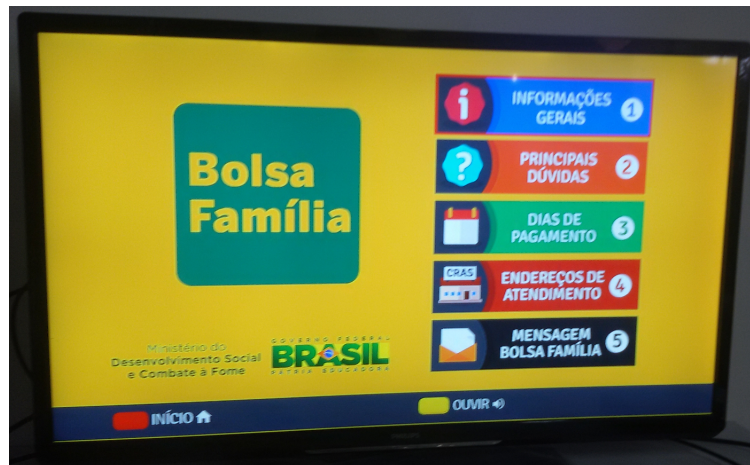 Bolsa
Família
Ministério do
Desenvolvimento Social
e Combate à Fome
GOVERNO FEDERAL
BRASIL
PÁTRIA EDUCADORA
INFORMAÇÕES
GERAIS
1
PRINCIPAIS
DÚVIDAS
2
DIAS DE
PAGAMENTO
3
CRAS
ENDEREÇOS DE
ATENDIMENTO
4
MENSAGEM
BOLSA FAMÍLIA
5
INÍCIO
OUVIR
PHILIPS